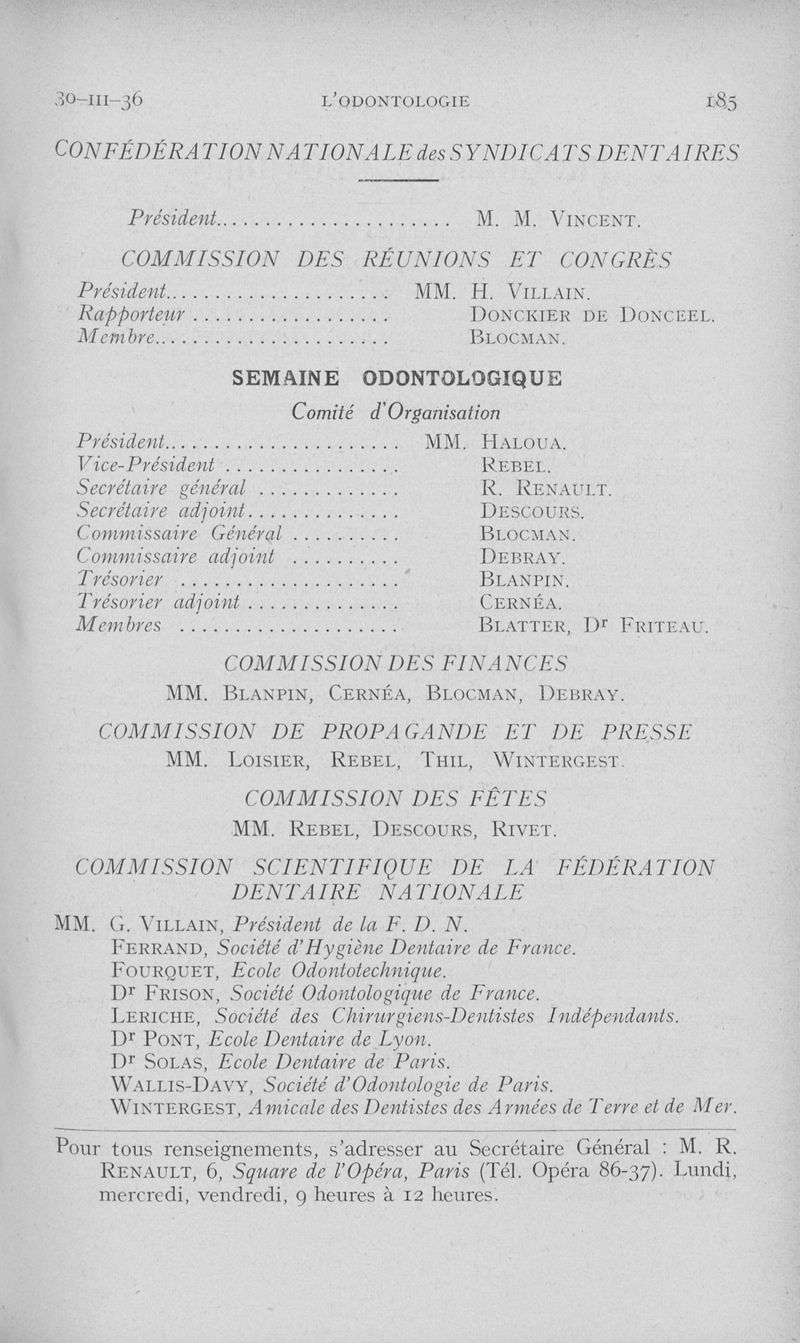 30-III-36 L'ODONTOLOGIE 185
CONFÉDÉRATION NATIONALE des SYNDICATS DENTAIRES
Président....................... M. M. VINCENT.
COMMISSION DES RÉUNIONS ET CONGRÈS
Président..................... MM. H. VILLAIN.
Rapporteur .................. DONCKIER DE DONCEEL.
Membre...................... BLOCMAN.
SEMAINE ODONTOLOGIQUE
Comité d'Organisation
Président...................... MM. HALOUA.
Vice-Président ................ REBEL.
Secrétaire général ............. R. RENAULT.
Secrétaire adjoint.............. DESCOURS.
Commissaire Général .......... BLOCMAN.
Commissaire adjoint .......... DEBRAY.
Trésorier .................... BLANPIN.
Trésorier adjoint .............. CERNÉA.
Membres .................... BLATTER, Dr FRITEAU.
COMMISSION DES FINANCES
MM. BLANPIN, CERNÉA, BLOCMAN, DEBRAY.
COMMISSION DE PROPAGANDE ET DE PRESSE
MM. LOISIER, REBEL, THIL, WINTERGEST.
COMMISSION DES FÊTES
MM. REBEL, DESCOURS, RIVET.
COMMISSION SCIENTIFIQUE DE LA FÉDÉRATION
DENTAIRE NATIONALE
MM. G. VILLAIN, Président de la F. D. N.
FERRAND, Société d'Hygiène Dentaire de France.
FOURQUET, Ecole Odontotechnique.
Dr FRISON, Société Odontologique de France.
LERICHE, Société des Chirurgiens-Dentistes Indépendants.
Dr PONT, Ecole Dentaire de Lyon.
Dr SOLAS, Ecole Dentaire de Paris.
WALLIS-DAVY, Société d'Odontologie de Paris.
WINTERGEST, Amicale des Dentistes des Armées de Terre et de Mer.
Pour tous renseignements, s'adresser au Secrétaire Général : M. R.
RENAULT, 6, Square de l'Opéra, Paris (Tél. Opéra 86-37). Lundi,
mercredi, vendredi, 9 heures à 12 heures.